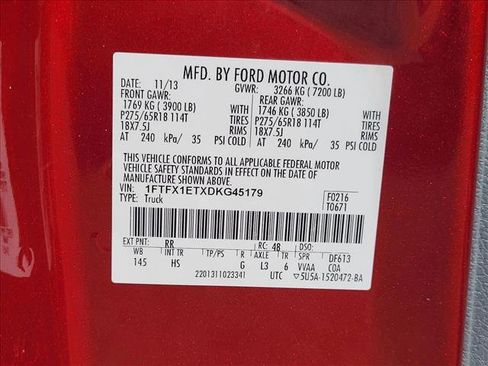 MFD. BY FORD MOTOR CO.
DATE: 11/13 GVWR: 3266 KG ( 7200 LB)
FRONT GAWR: REAR GAWR:
1769 KG ( 3900 LB) WITH 1746 KG ( 3850 LB) WITH
P275/65R18 114T TIRES P275/65R18 114T TIRES
18X7.5J RIMS 18X7.5J RIMS
AT 240 kPa/ 35 PSI COLD AT 240 kPa/ 35 PSI COLD
THIS VEHICLE CONFORMS TO ALL APPLICABLE FEDERAL MOTOR
VEHICLE SAFETY STANDARDS IN EFFECT ON THE DATE OF
MANUFACTURE SHOWN ABOVE.
VIN: 1FTFX1ETXDKG45179 F0216
TYPE: Truck T0671
EXT PNT: RR RC: 48 DSO:
WB INT TR TP/PS R AXLE TR SPR DF613
145 HS G L3 6 VVAA COA
2201311023341 UTC ▽5U5A-1520472-BA